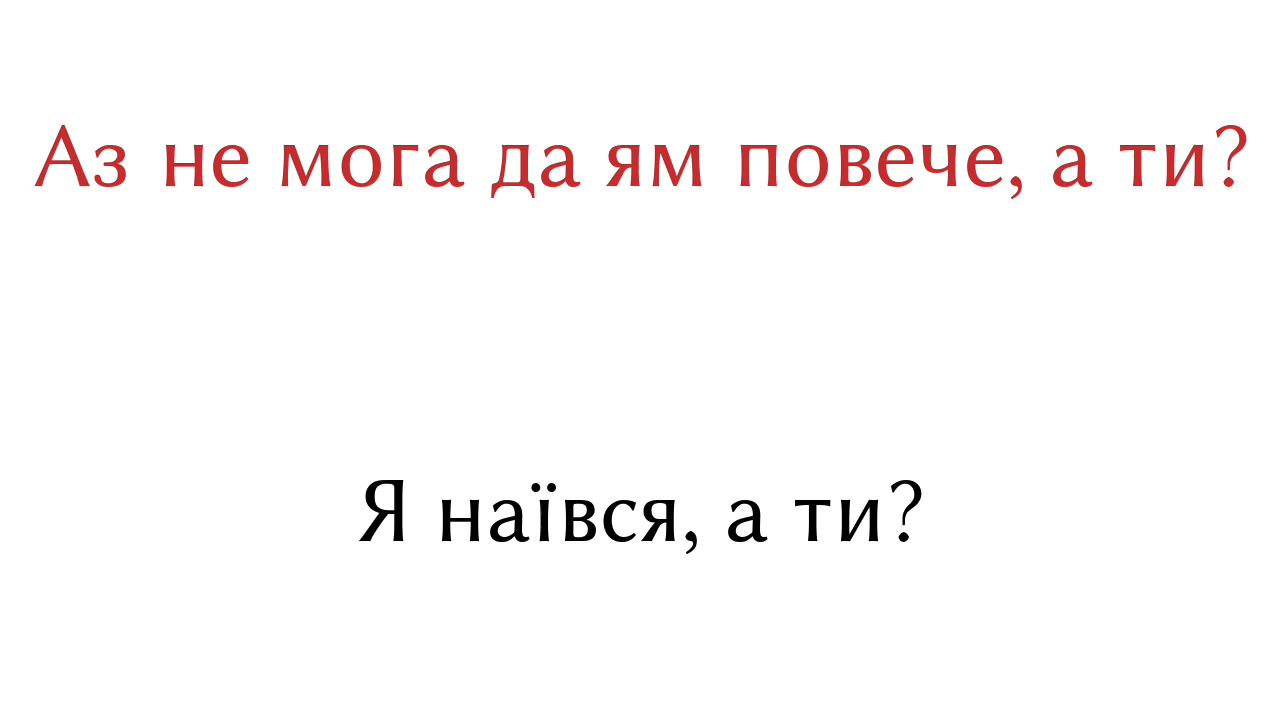 Аз не мога да ям повече, а ти?
Я наївся, а ти?